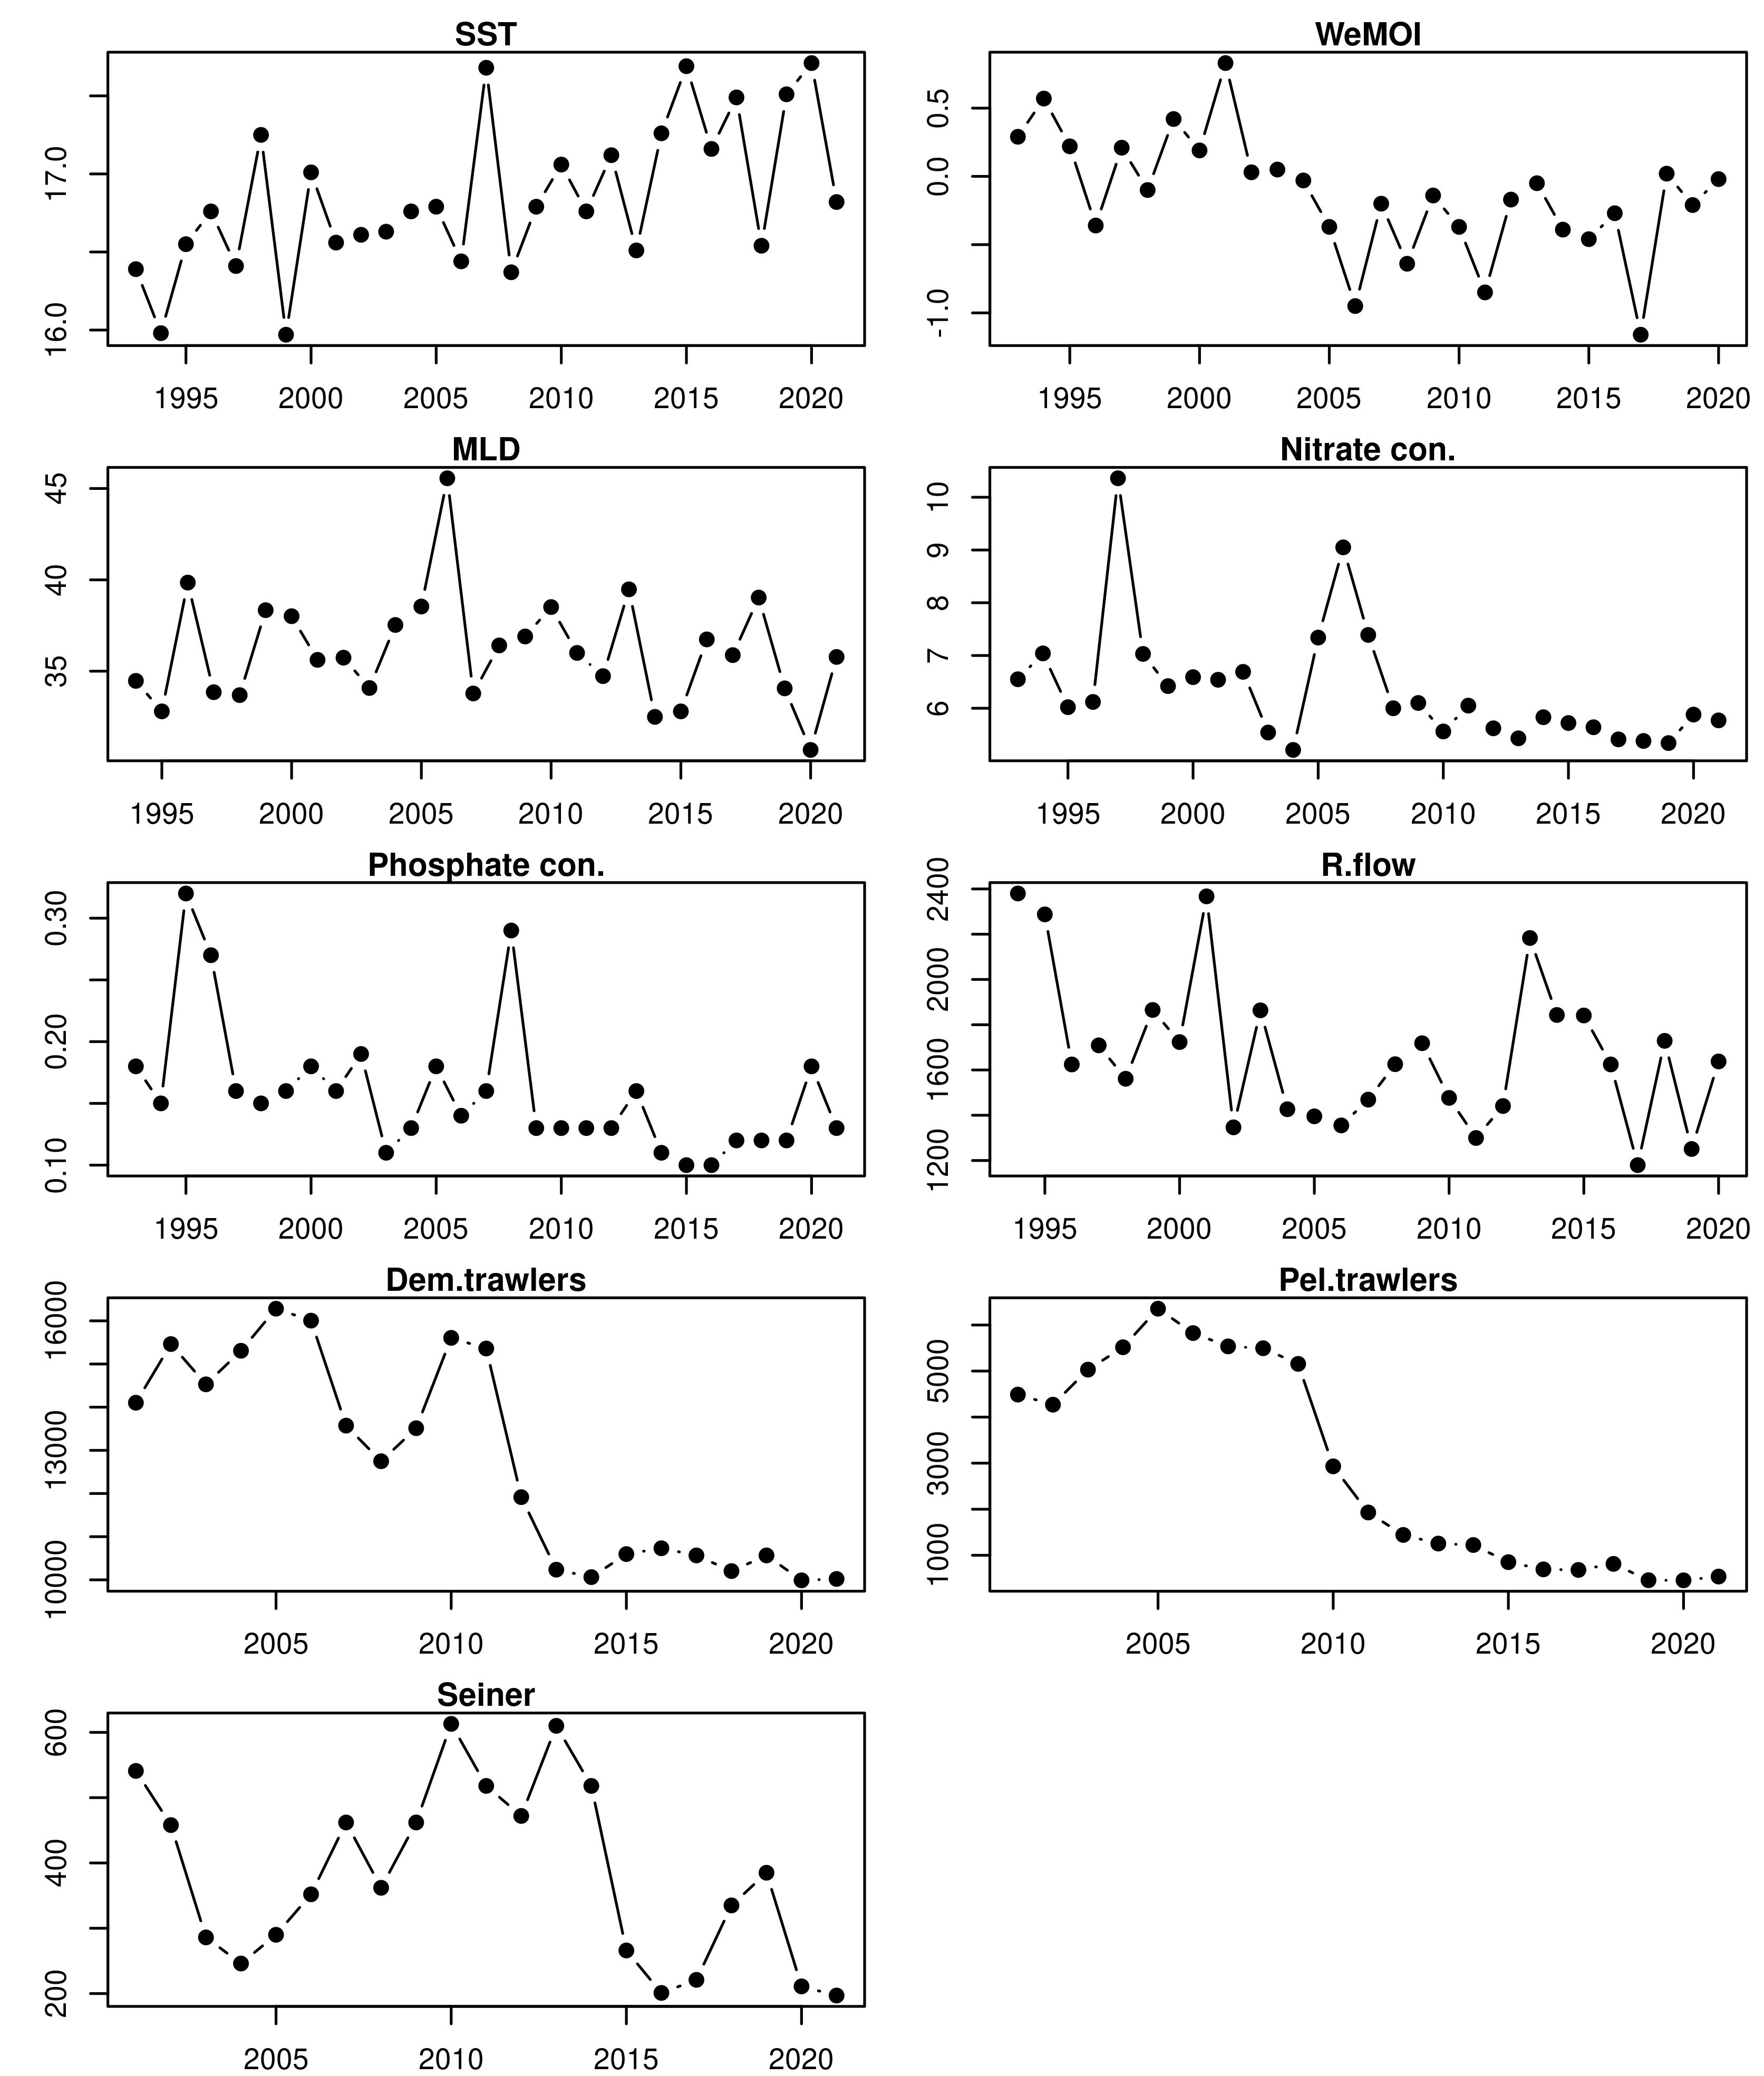 SST
17.0
16.0
1995 2000 2005 2010 2015 2020
WeMOI
0.5
0.0
-1.0
1995 2000 2005 2010 2015 2020
MLD
45
40
35
1995 2000 2005 2010 2015 2020
Nitrate con.
10
9
8
7
6
1995 2000 2005 2010 2015 2020
Phosphate con.
0.30
0.20
0.10
1995 2000 2005 2010 2015 2020
R.flow
2400
2000
1600
1200
1995 2000 2005 2010 2015 2020
Dem.trawlers
16000
13000
10000
2005 2010 2015 2020
Pel.trawlers
5000
3000
1000
2005 2010 2015 2020
Seiner
600
400
200
2005 2010 2015 2020